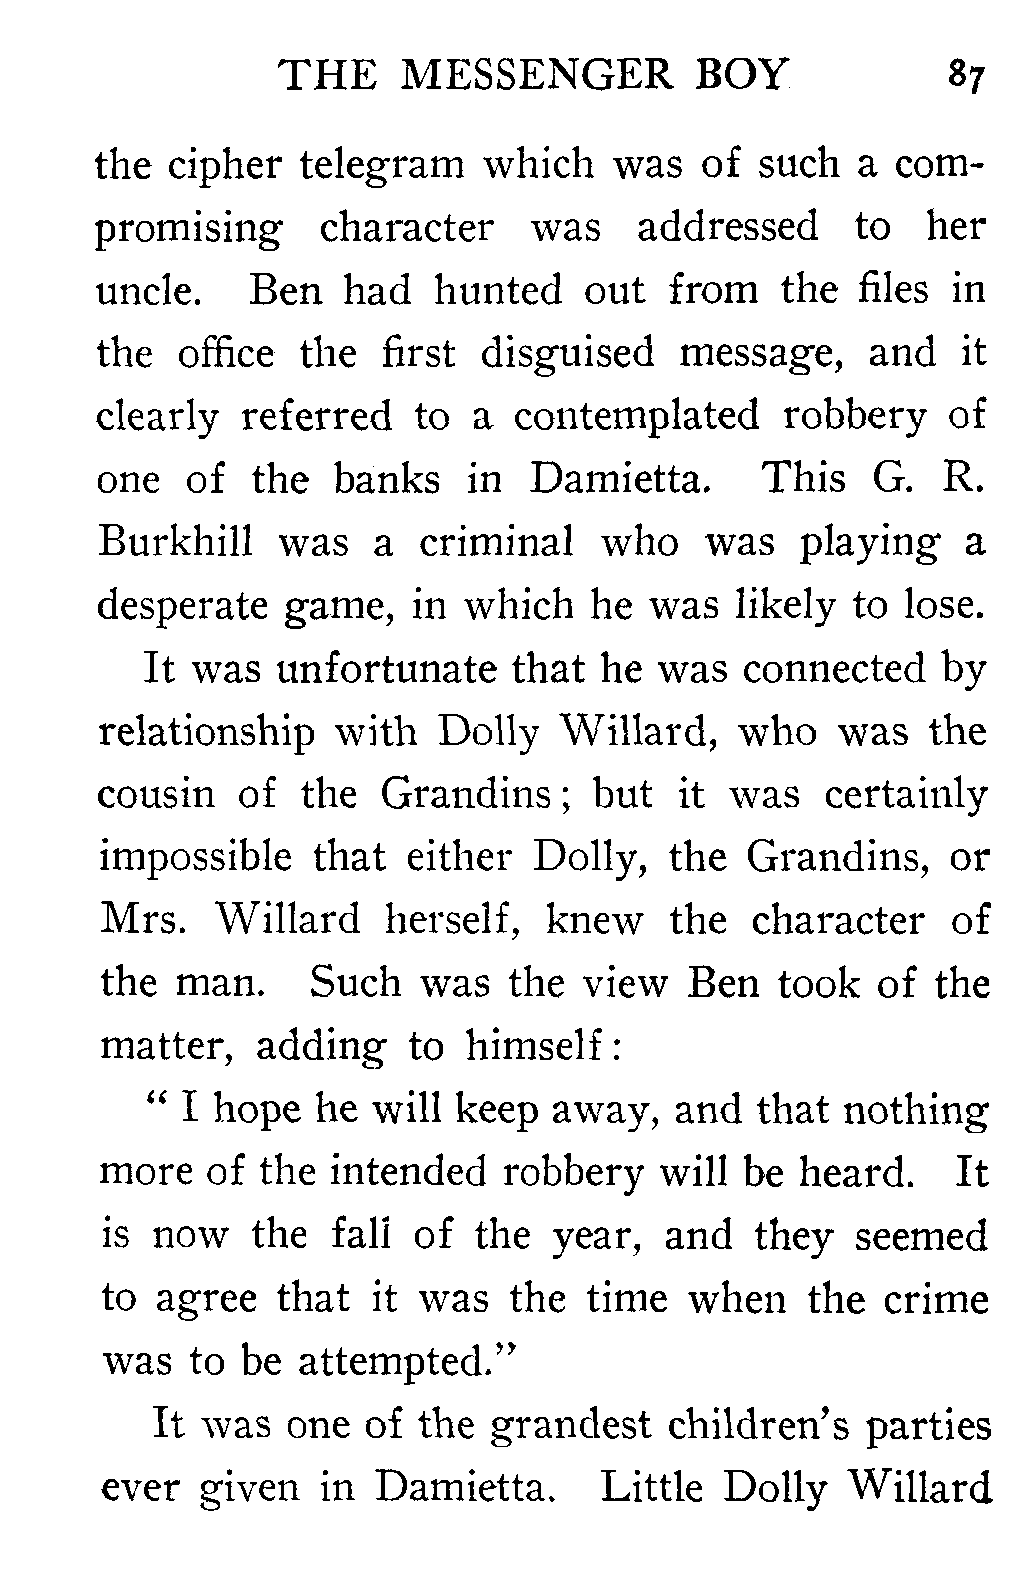 THE MESSENGER BOY 87
the cipher telegram which was of such a com-
promising character was addressed to her
uncle. Ben had hunted out from the files in
the office the first disguised message, and it
clearly referred to a contemplated robbery of
one of the banks in Damietta. This G. R.
Burkhill was a criminal who was playing a
desperate game, in which he was likely to lose.
It was unfortunate that he was connected by
relationship with Dolly Willard, who was the
cousin of the Grandins; but it was certainly
impossible that either Dolly, the Grandins, or
Mrs. Willard herself, knew the character of
the man. Such was the view Ben took of the
matter, adding to himself:
“I hope he will keep away, and that nothing
more of the intended robbery will be heard. It
is now the fall of the year, and they seemed
to agree that it was the time when the crime
was to be attempted.”
It was one of the grandest children’s parties
ever given in Damietta. Little Dolly Willard